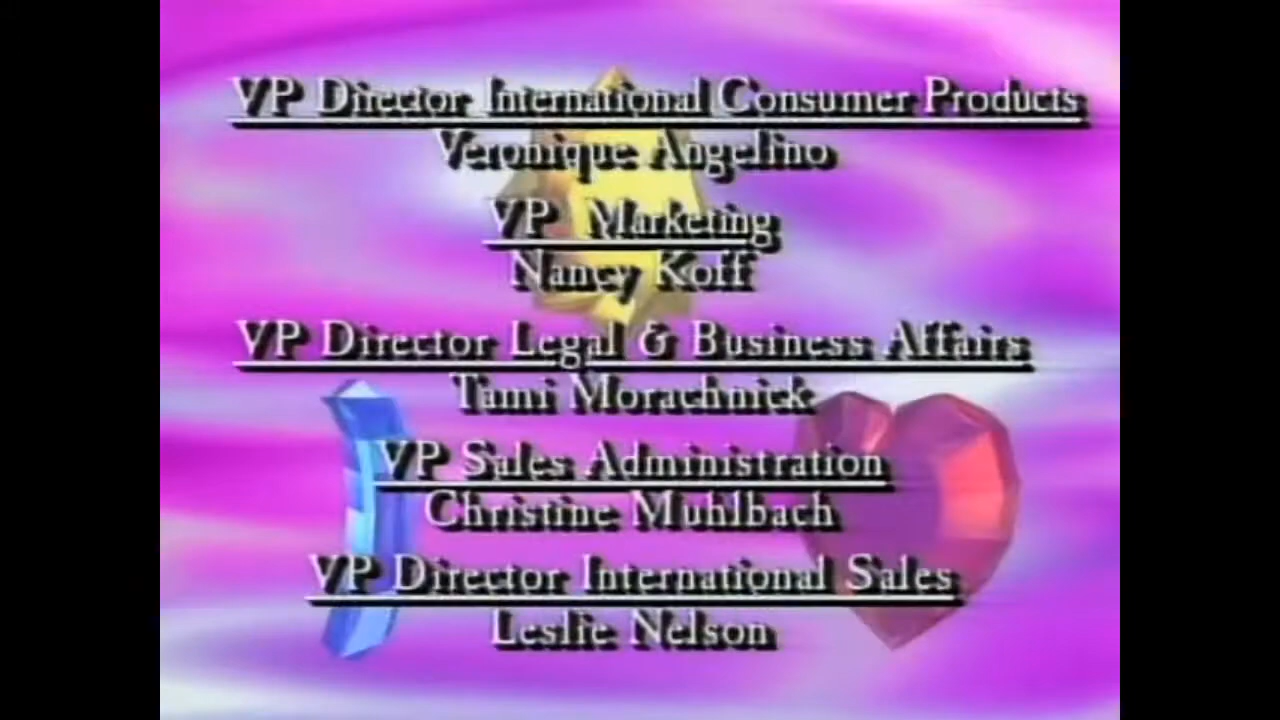 VP Director International Consumer Products
Veronique Angelino
VP Marketing
Nancy Koff
VP Director Legal & Business Affairs
Tami Morachnick
VP Sales Administration
Christine Muhlbach
VP Director International Sales
Leslie Nelson